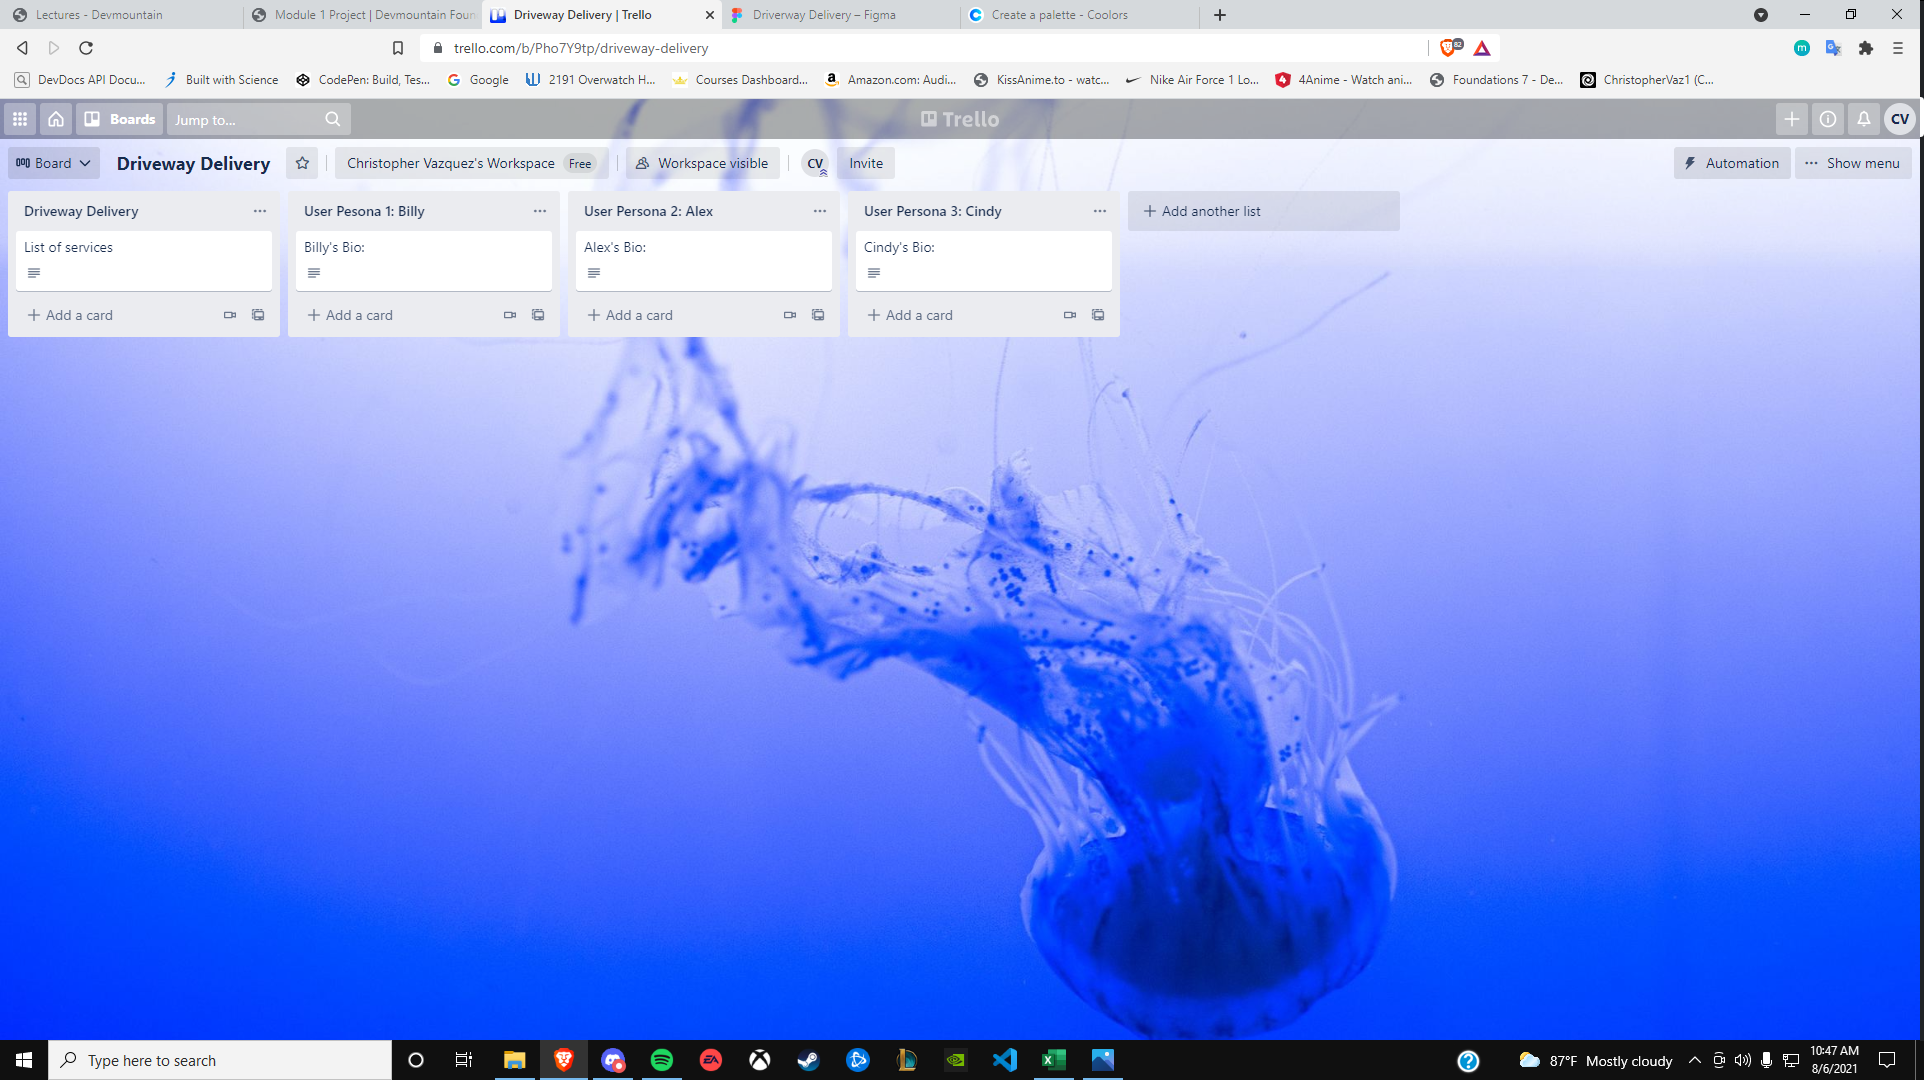 Lectures - Devmountain
Module 1 Project | Devmountain Foun
Driveway Delivery | Trello
Driverway Delivery – Figma
Create a palette - Coolors
trello.com/b/Pho7Y9tp/driveway-delivery
82
m
DevDocs API Docu...
Built with Science
CodePen: Build, Tes...
Google
2191 Overwatch H...
Courses Dashboard...
Amazon.com: Audi...
KissAnime.to - watc...
Nike Air Force 1 Lo...
4Anime - Watch ani...
Foundations 7 - De...
ChristopherVaz1 (C...
Boards
Jump to...
Trello
CV
Board
Driveway Delivery
Christopher Vazquez's Workspace
Free
Workspace visible
CV
Invite
Automation
Show menu
Driveway Delivery
User Pesona 1: Billy
User Persona 2: Alex
User Persona 3: Cindy
Add another list
List of services
Billy's Bio:
Alex's Bio:
Cindy's Bio:
Add a card
Add a card
Add a card
Add a card
Type here to search
87°F Mostly cloudy
10:47 AM
8/6/2021